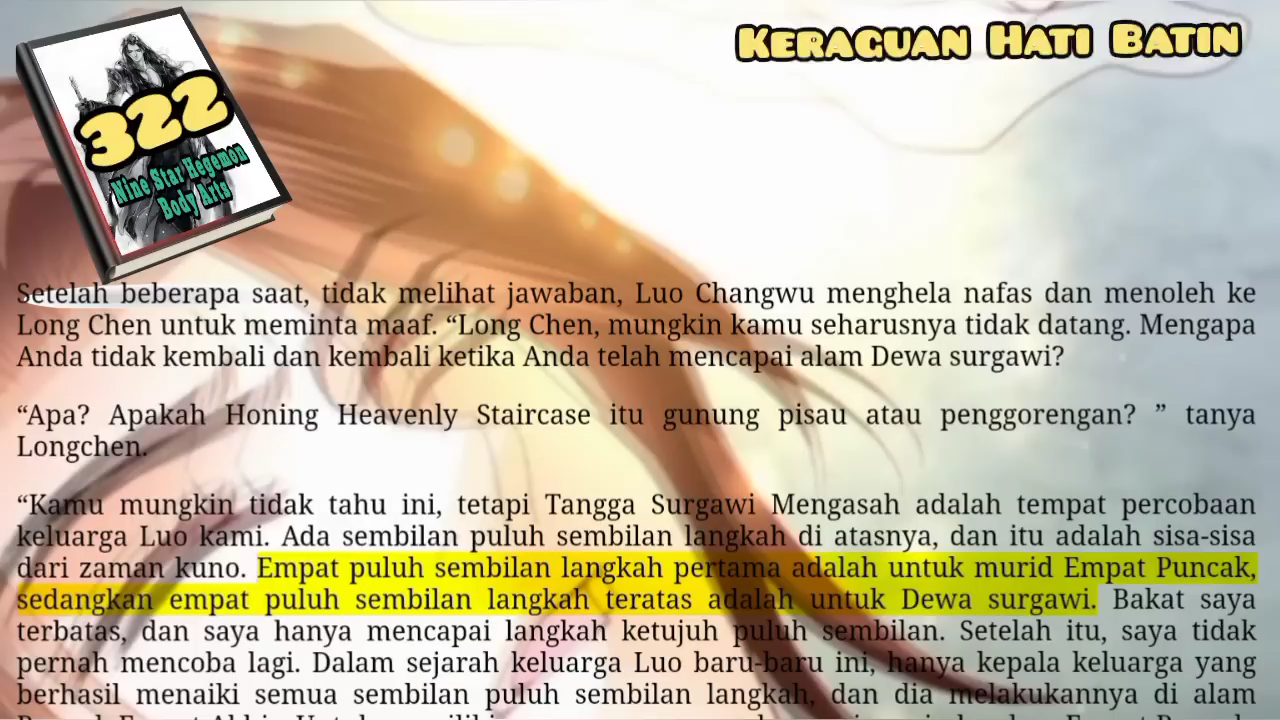 KERAGUAN HATI BATIN
322
Nine Star Hegemon
Body Arts
Setelah beberapa saat, tidak melihat jawaban, Luo Changwu menghela nafas dan menoleh ke
Long Chen untuk meminta maaf. “Long Chen, mungkin kamu seharusnya tidak datang. Mengapa
Anda tidak kembali dan kembali ketika Anda telah mencapai alam Dewa surgawi?
“Apa? Apakah Honing Heavenly Staircase itu gunung pisau atau penggorengan? ” tanya
Longchen.
“Kamu mungkin tidak tahu ini, tetapi Tangga Surgawi Mengasah adalah tempat percobaan
keluarga Luo kami. Ada sembilan puluh sembilan langkah di atasnya, dan itu adalah sisa-sisa
dari zaman kuno. Empat puluh sembilan langkah pertama adalah untuk murid Empat Puncak,
sedangkan empat puluh sembilan langkah teratas adalah untuk Dewa surgawi. Bakat saya
terbatas, dan saya hanya mencapai langkah ketujuh puluh sembilan. Setelah itu, saya tidak
pernah mencoba lagi. Dalam sejarah keluarga Luo baru-baru ini, hanya kepala keluarga yang
berhasil menaiki semua sembilan puluh sembilan langkah, dan dia melakukannya di alam